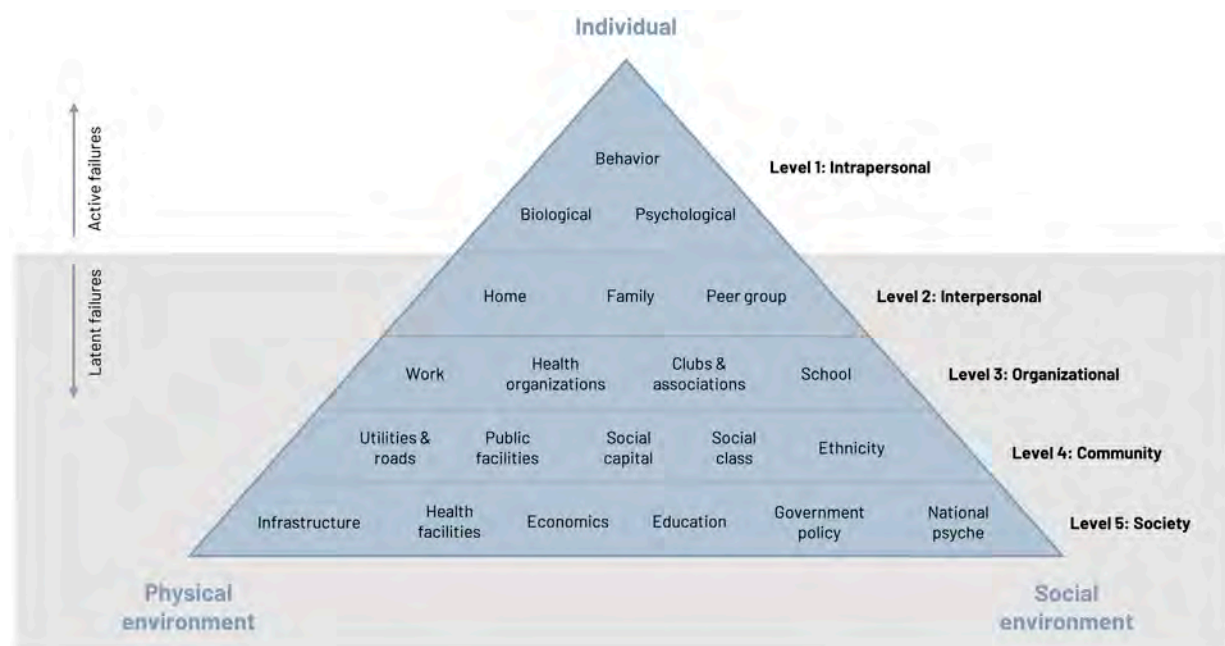 Individual
Active failures
Behavior
Level 1: Intrapersonal
Biological Psychological
Latent failures
Home Family Peer group
Level 2: Interpersonal
Work
Health
organizations
Clubs &
associations
School
Level 3: Organizational
Utilities &
roads
Public
facilities
Social
capital
Social
class
Ethnicity
Level 4: Community
Infrastructure
Health
facilities
Economics
Education
Government
policy
National
psyche
Level 5: Society
Physical
environment
Social
environment